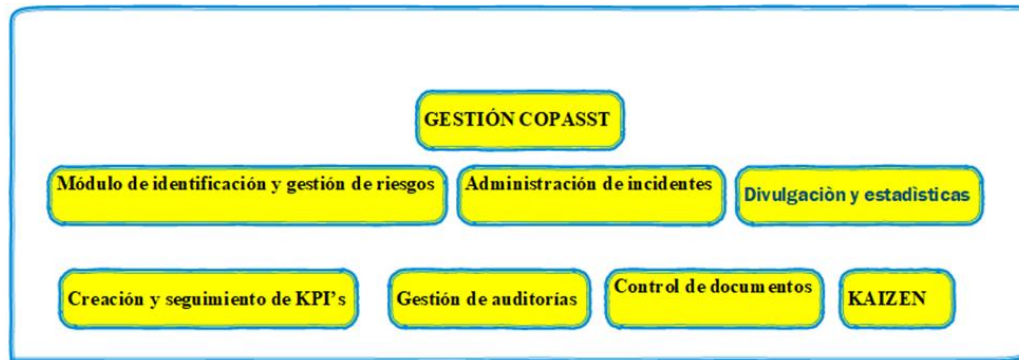 GESTIÓN COPASST
Módulo de identificación y gestión de riesgos
Administración de incidentes
Divulgaciòn y estadìsticas
Creación y seguimiento de KPI's
Gestión de auditorías
Control de documentos
KAIZEN